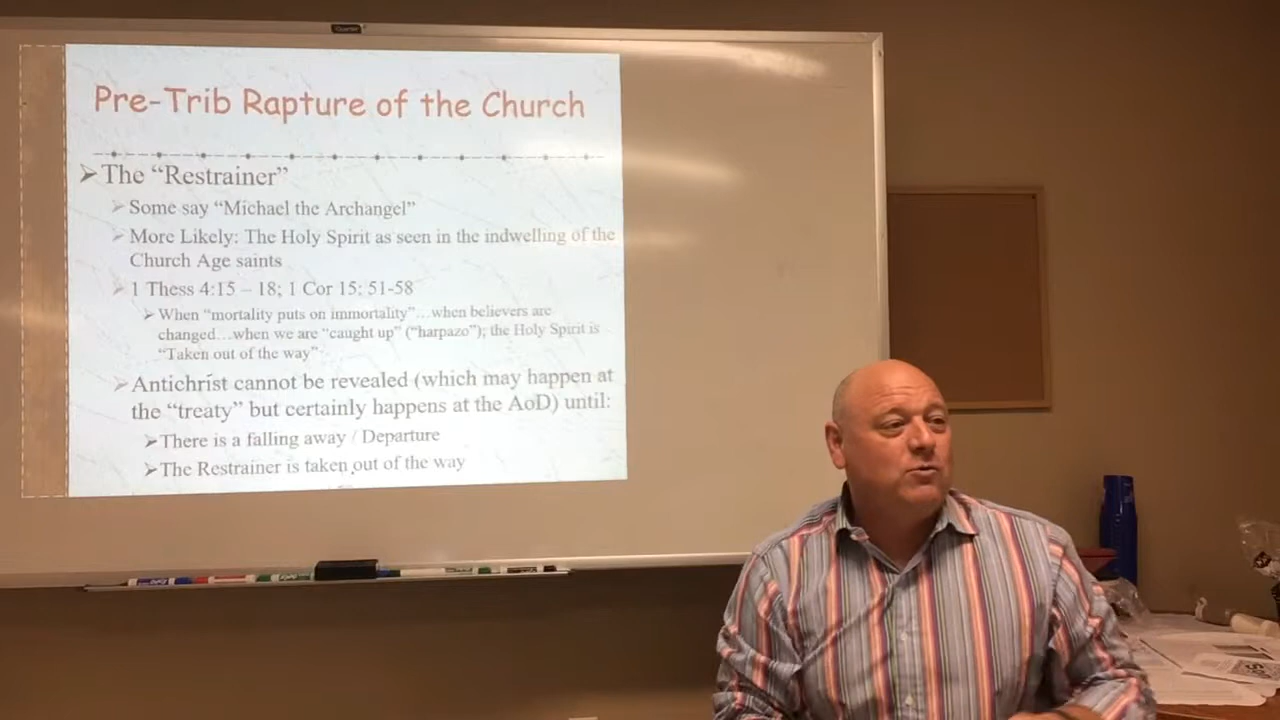 Pre-Trib Rapture of the Church
➢The “Restrainer”
➢Some say “Michael the Archangel”
➢More Likely: The Holy Spirit as seen in the indwelling of the
Church Age saints
➢1 Thess 4:15 – 18; 1 Cor 15: 51-58
➢When “mortality puts on immortality”…when believers are
changed…when we are “caught up” (“harpazo”); the Holy Spirit is
“Taken out of the way”
➢Antichrist cannot be revealed (which may happen at
the “treaty” but certainly happens at the AoD) until:
➢There is a falling away / Departure
➢The Restrainer is taken out of the way